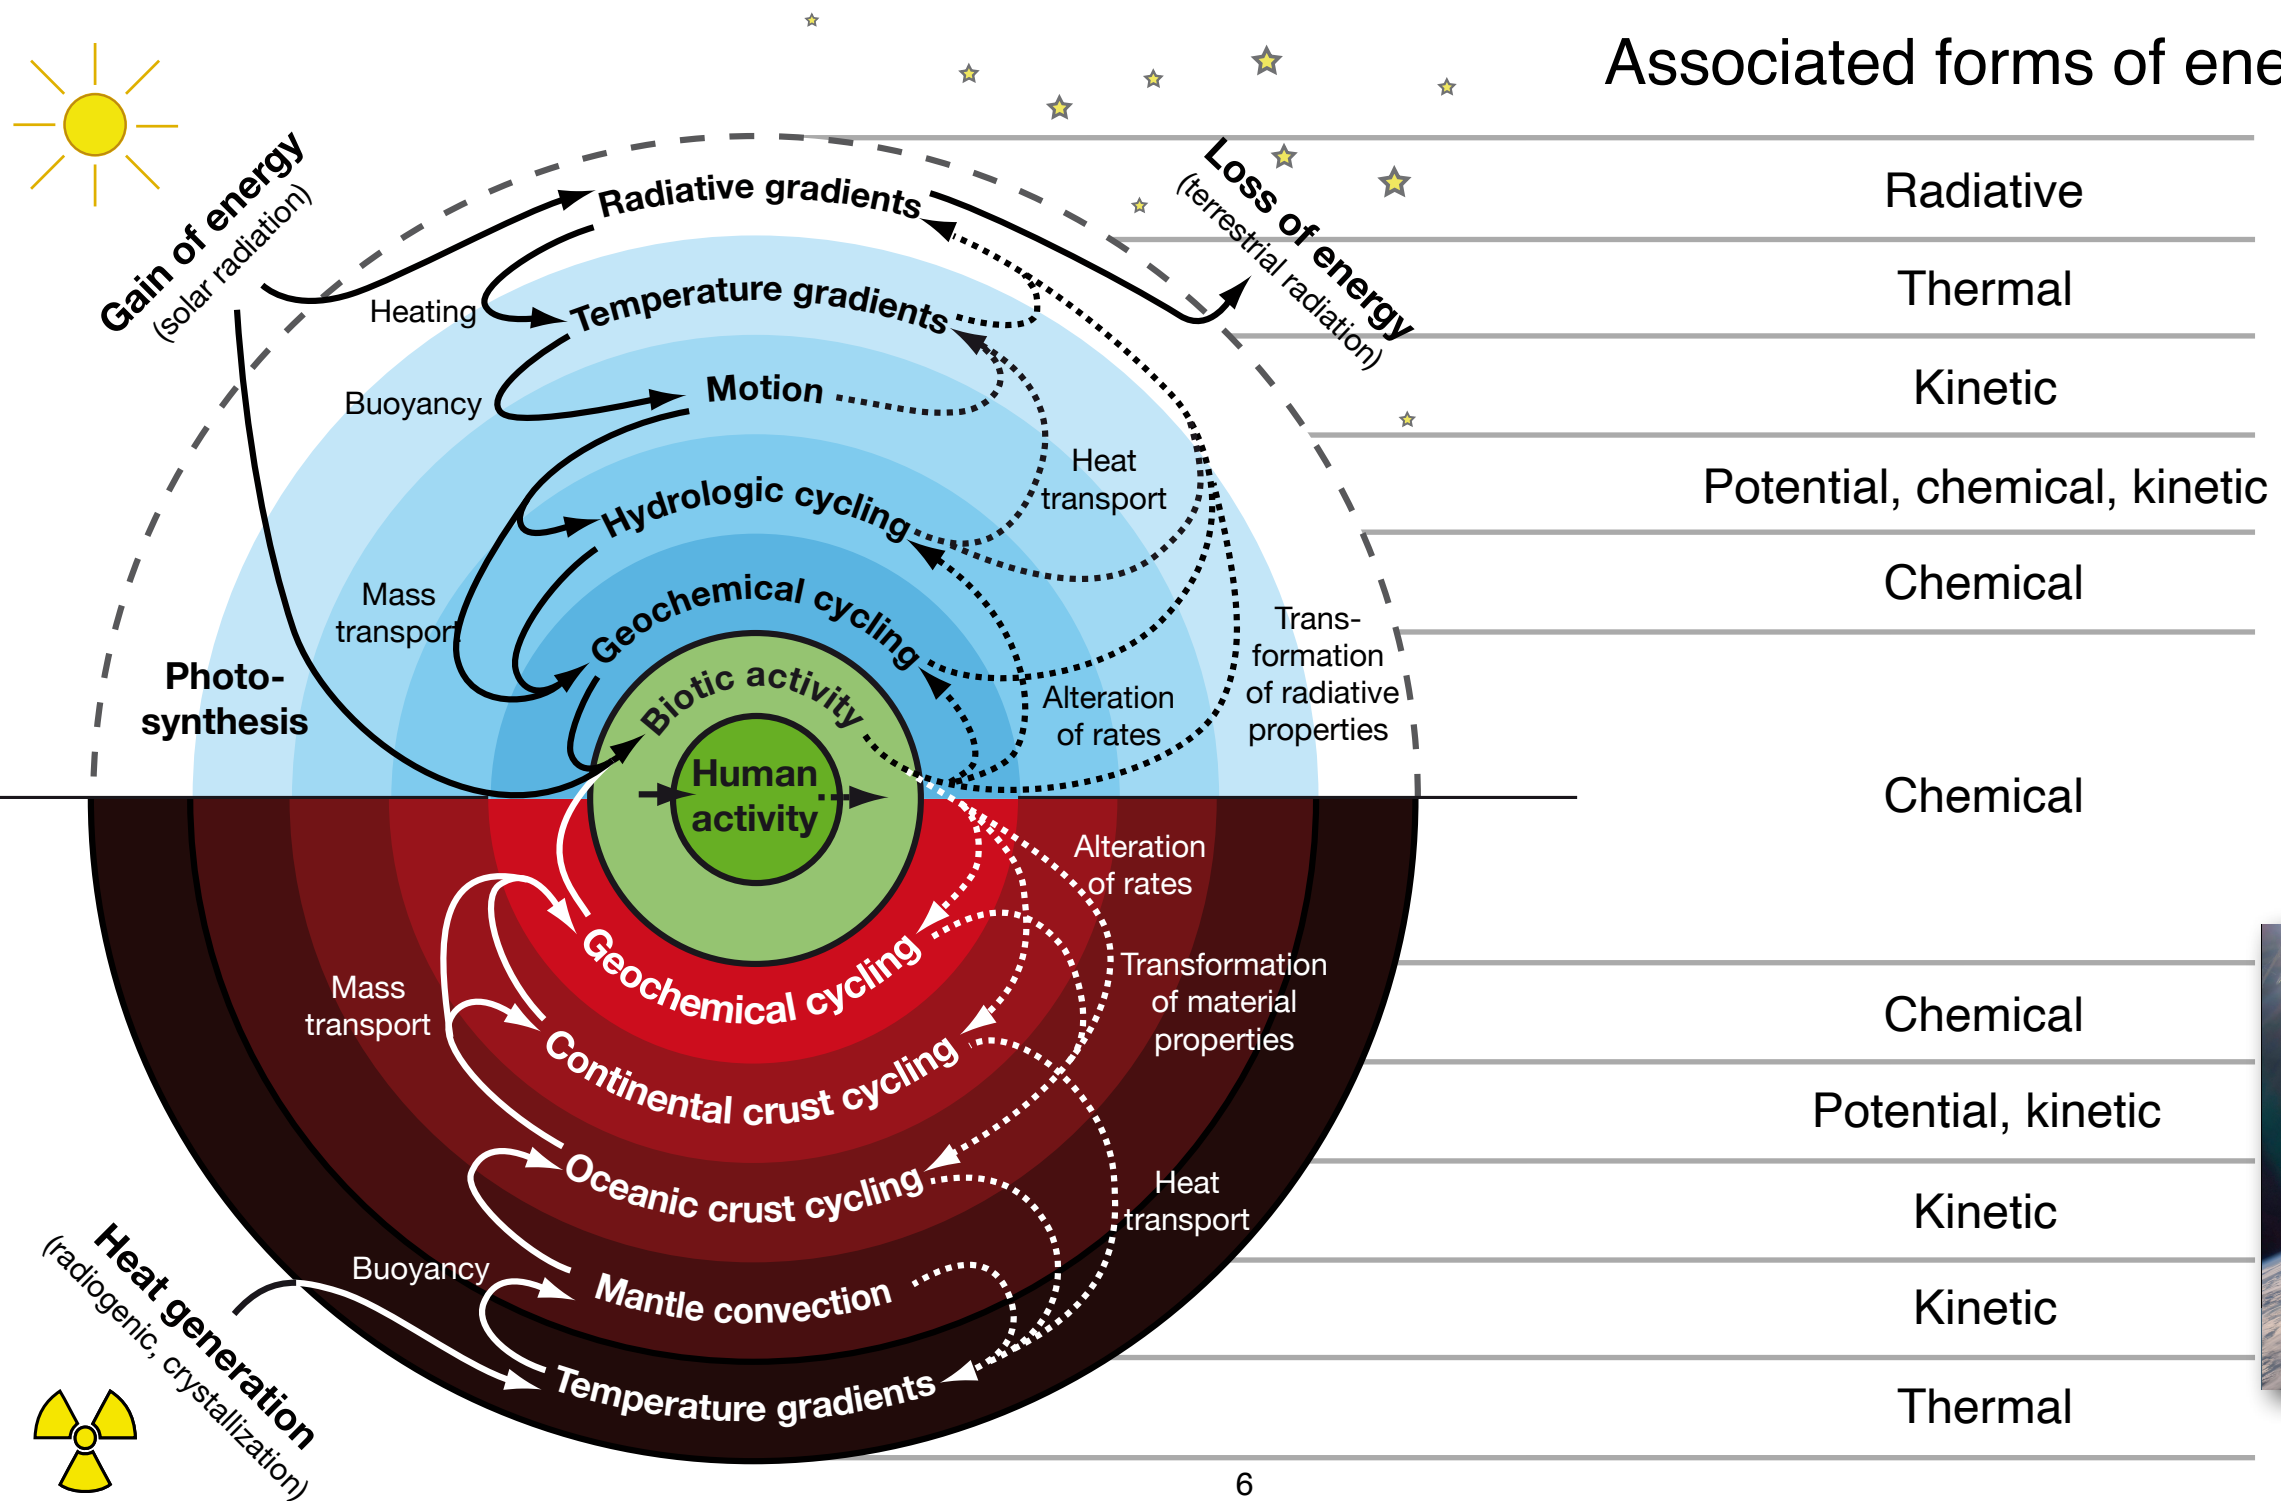 Associated forms of ene
Gain of energy
(solar radiation)
Loss of energy
(terrestrial radiation)
Radiative gradients
Radiative
Heating
Temperature gradients
Thermal
Buoyancy
Motion
Kinetic
Heat
transport
Hydrologic cycling
Potential, chemical, kinetic
Mass
transport
Geochemical cycling
Chemical
Trans-
formation
of radiative
properties
Photo-
synthesis
Biotic activity
Alteration
of rates
Human
activity
Chemical
Alteration
of rates
Geochemical cycling
Transformation
of material
properties
Mass
transport
Chemical
Continental crust cycling
Potential, kinetic
Oceanic crust cycling
Heat
transport
Kinetic
Buoyancy
Mantle convection
Kinetic
Heat generation
(radiogenic, crystallization)
Temperature gradients
Thermal
6